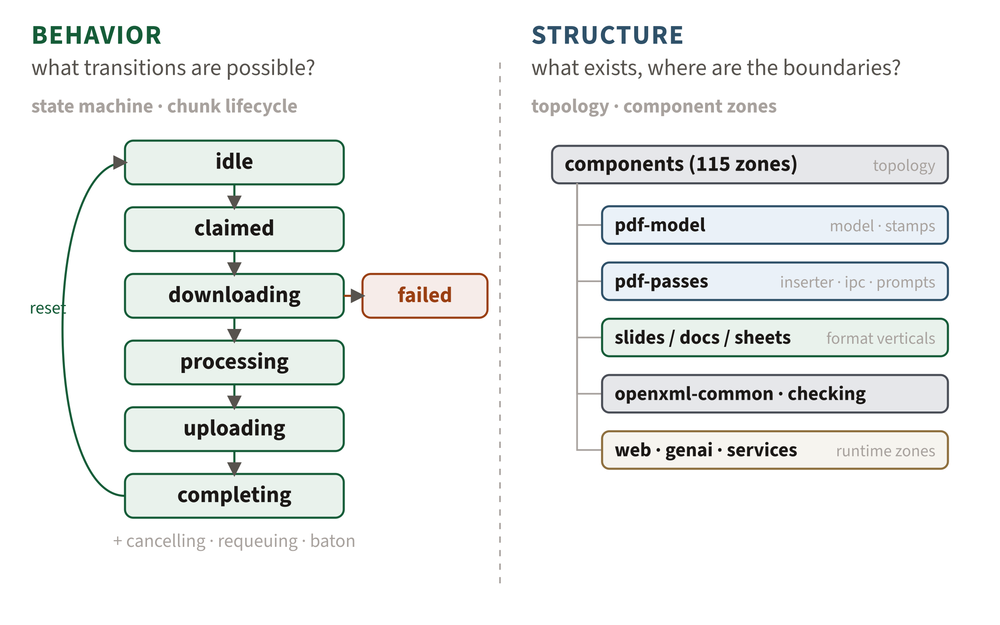 BEHAVIOR
what transitions are possible?
state machine · chunk lifecycle
idle
claimed
downloading
failed
reset
processing
uploading
completing
+ cancelling · requeuing · baton
STRUCTURE
what exists, where are the boundaries?
topology · component zones
components (115 zones) topology
pdf-model model · stamps
pdf-passes inserter · ipc · prompts
slides / docs / sheets format verticals
openxml-common · checking
web · genai · services runtime zones